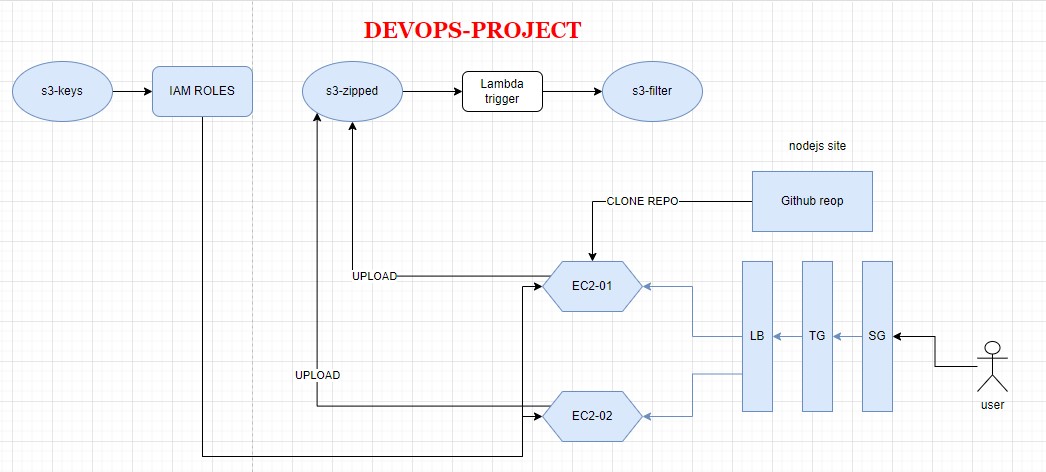 DEVOPS-PROJECT
s3-keys
IAM ROLES
s3-zipped
Lambda
trigger
s3-filter
nodejs site
CLONE REPO
Github reop
UPLOAD
EC2-01
LB
TG
SG
UPLOAD
EC2-02
user